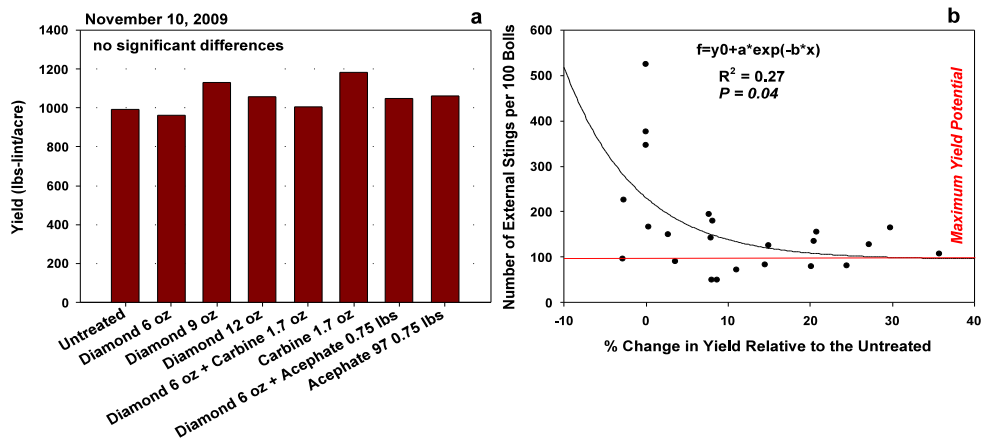 November 10, 2009
a
no significant differences
Yield (lbs-lint/acre)
1400
1200
1000
800
600
400
200
0
Untreated
Diamond 6 oz
Diamond 9 oz
Diamond 12 oz
Diamond 6 oz + Carbine 1.7 oz
Carbine 1.7 oz
Diamond 6 oz + Acephate 0.75 lbs
Acephate 97 0.75 lbs
b
f=y0+a*exp(-b*x)
R² = 0.27
P = 0.04
Maximum Yield Potential
Number of External Stings per 100 Bolls
600
500
400
300
200
100
0
-10 0 10 20 30 40
% Change in Yield Relative to the Untreated